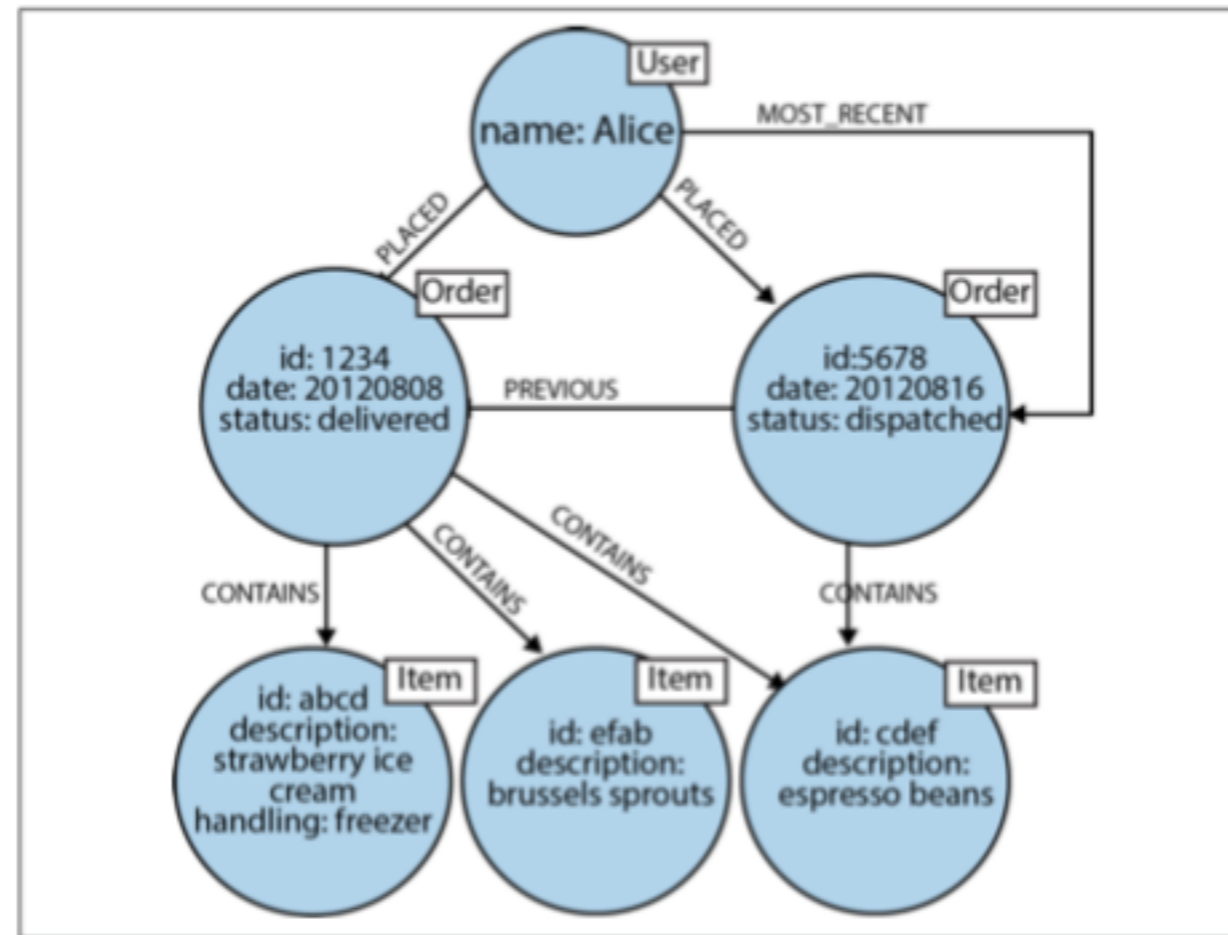 User
name: Alice
MOST_RECENT
PLACED
PLACED
Order
id: 1234
date: 20120808
status: delivered
Order
id:5678
date: 20120816
status: dispatched
PREVIOUS
CONTAINS
CONTAINS
CONTAINS
CONTAINS
Item
id: abcd
description:
strawberry ice
cream
handling: freezer
Item
id: efab
description:
brussels sprouts
Item
id: cdef
description:
espresso beans